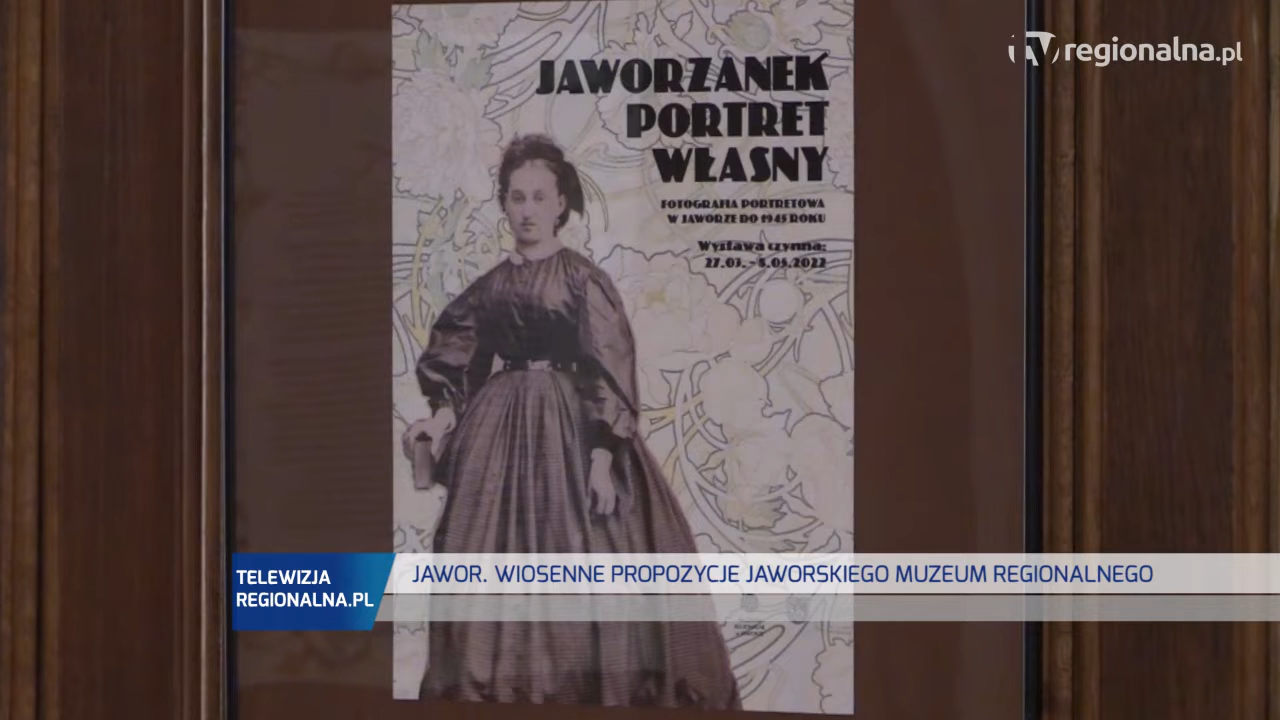 regionalna.pl
JAWORZANEK
PORTRET
WŁASNY
FOTOGRAFIA PORTRETOWA
W JAWORZE DO 1945 ROKU
Wystawa czynna:
TELEWIZJA
REGIONALNA.PL
JAWOR. WIOSENNE PROPOZYCJE JAWORSKIEGO MUZEUM REGIONALNEGO